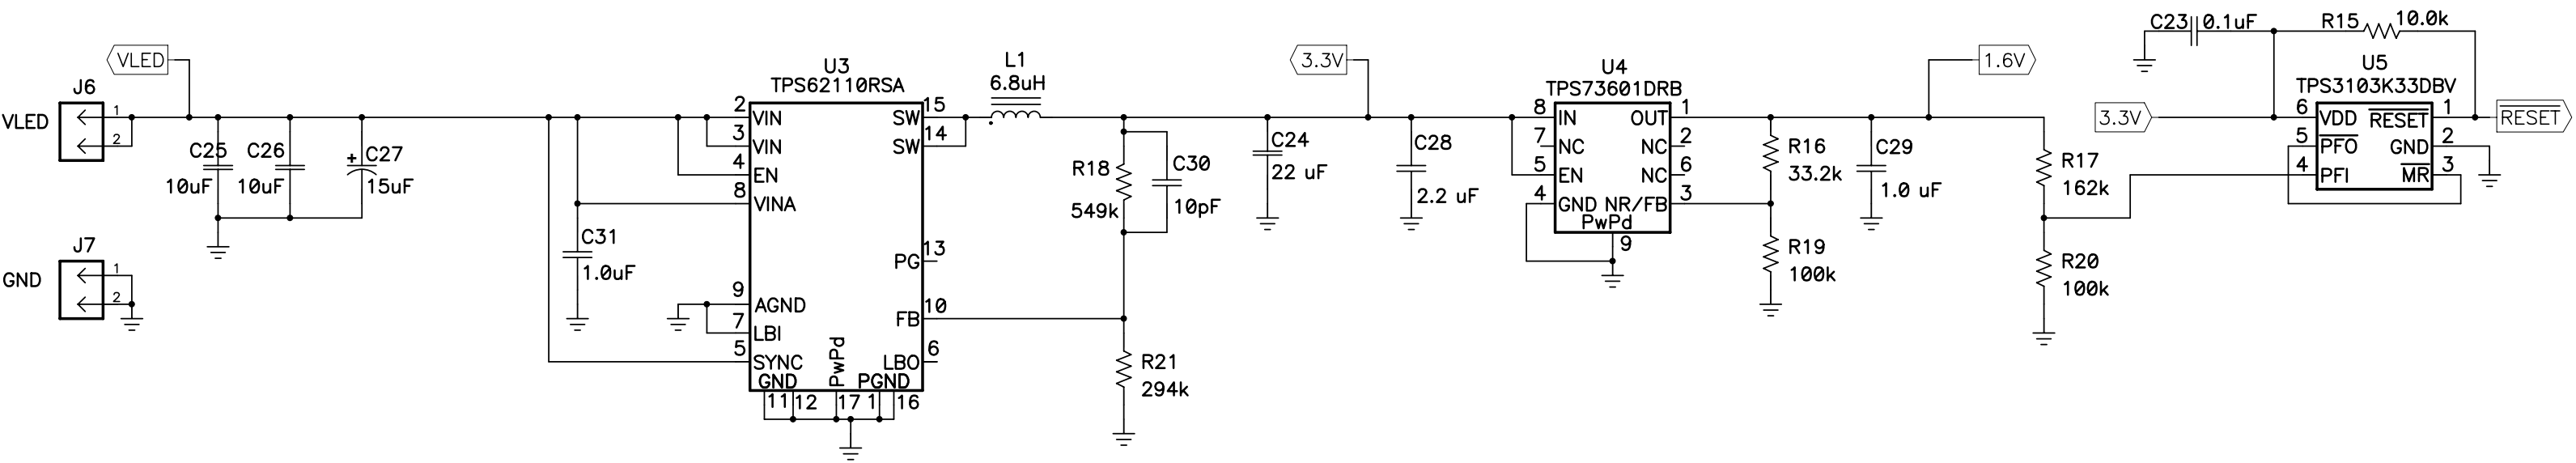 VLED
J6
VLED
1
2
C25
10uF
C26
10uF
+
C27
15uF
J7
GND
1
2
C31
1.0uF
U3
TPS62110RSA
2 VIN
3 VIN
4 EN
8 VINA
9 AGND
7 LBI
5 SYNC
GND
PwPd
PGND
11 12 17 1 16
SW 15
SW 14
PG 13
FB 10
LBO 6
L1
6.8uH
R18
549k
C30
10pF
R21
294k
C24
22 uF
3.3V
C28
2.2 uF
U4
TPS73601DRB
8 IN
7 NC
5 EN
4 GND
OUT 1
NC 2
NC 6
NR/FB 3
PwPd
9
R16
33.2k
R19
100k
C29
1.0 uF
1.6V
R17
162k
R20
100k
C23 0.1uF
R15 10.0k
U5
TPS3103K33DBV
3.3V
6 VDD
5 PFO
4 PFI
RESET 1
GND 2
MR 3
RESET